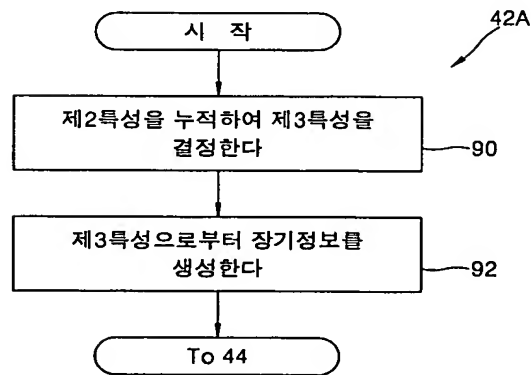 시 작
42A
제2특성을 누적하여 제3특성을
결정한다
90
제3특성으로부터 장기정보를
생성한다
92
To 44